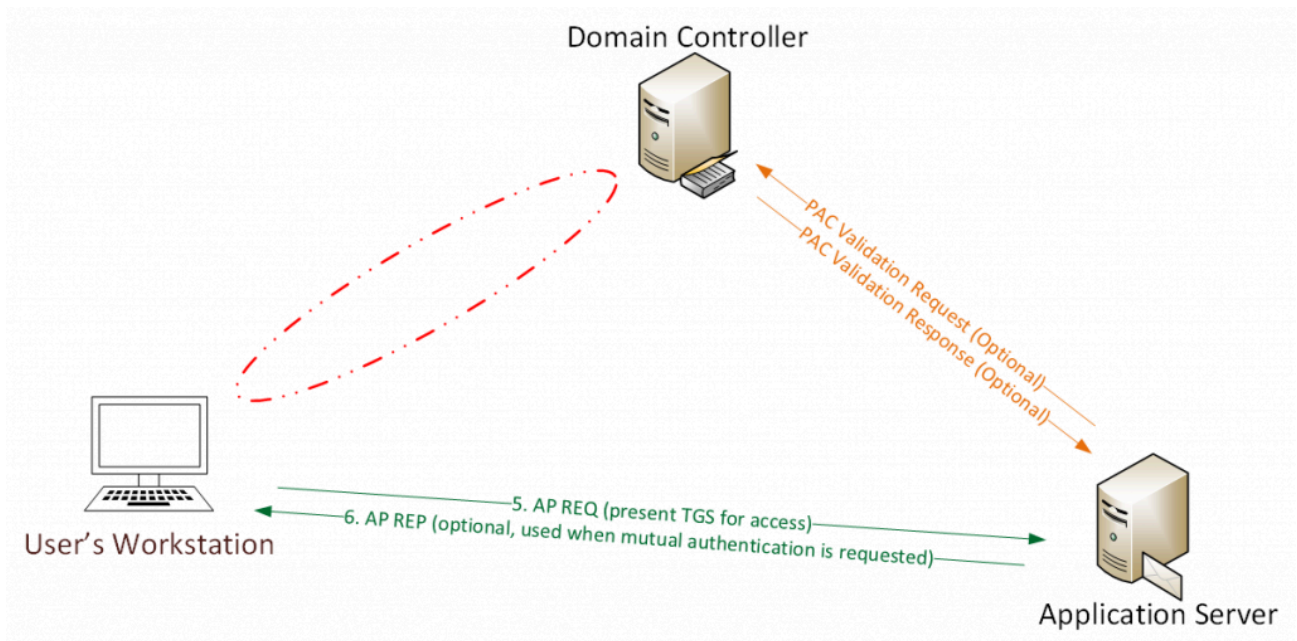 Domain Controller
PAC Validation Request (Optional)
PAC Validation Response (Optional)
5. AP REQ (present TGS for access)
6. AP REP (optional, used when mutual authentication is requested)
User's Workstation
Application Server